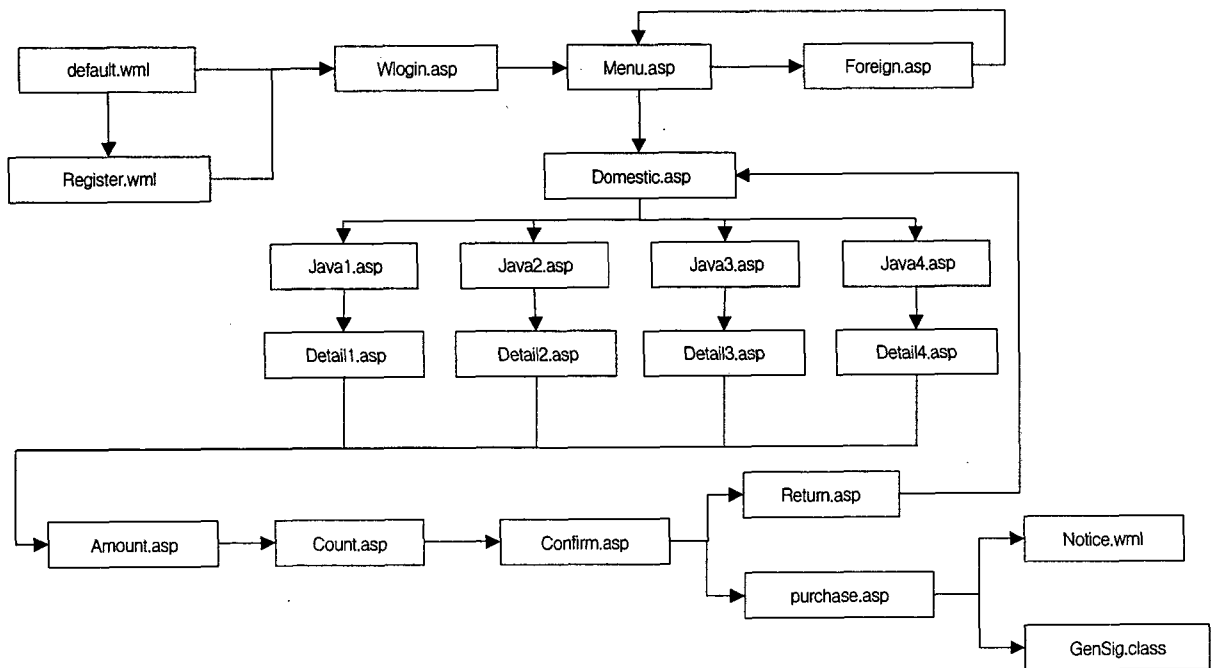 default.wml
Wlogin.asp
Menu.asp
Foreign.asp
Register.wml
Domestic.asp
Java1.asp
Java2.asp
Java3.asp
Java4.asp
Detail1.asp
Detail2.asp
Detail3.asp
Detail4.asp
Return.asp
Amount.asp
Count.asp
Confirm.asp
Notice.wml
purchase.asp
GenSig.class